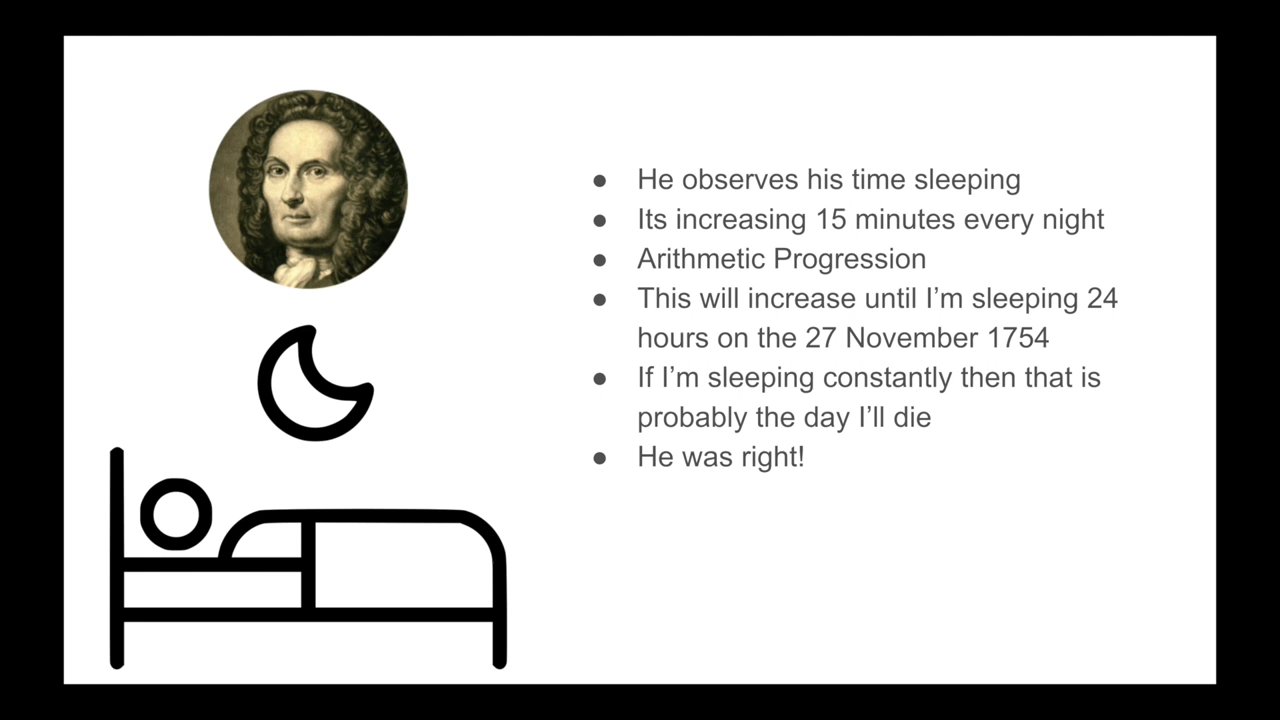 ● He observes his time sleeping
● Its increasing 15 minutes every night
● Arithmetic Progression
● This will increase until I’m sleeping 24
hours on the 27 November 1754
● If I’m sleeping constantly then that is
probably the day I’ll die
● He was right!